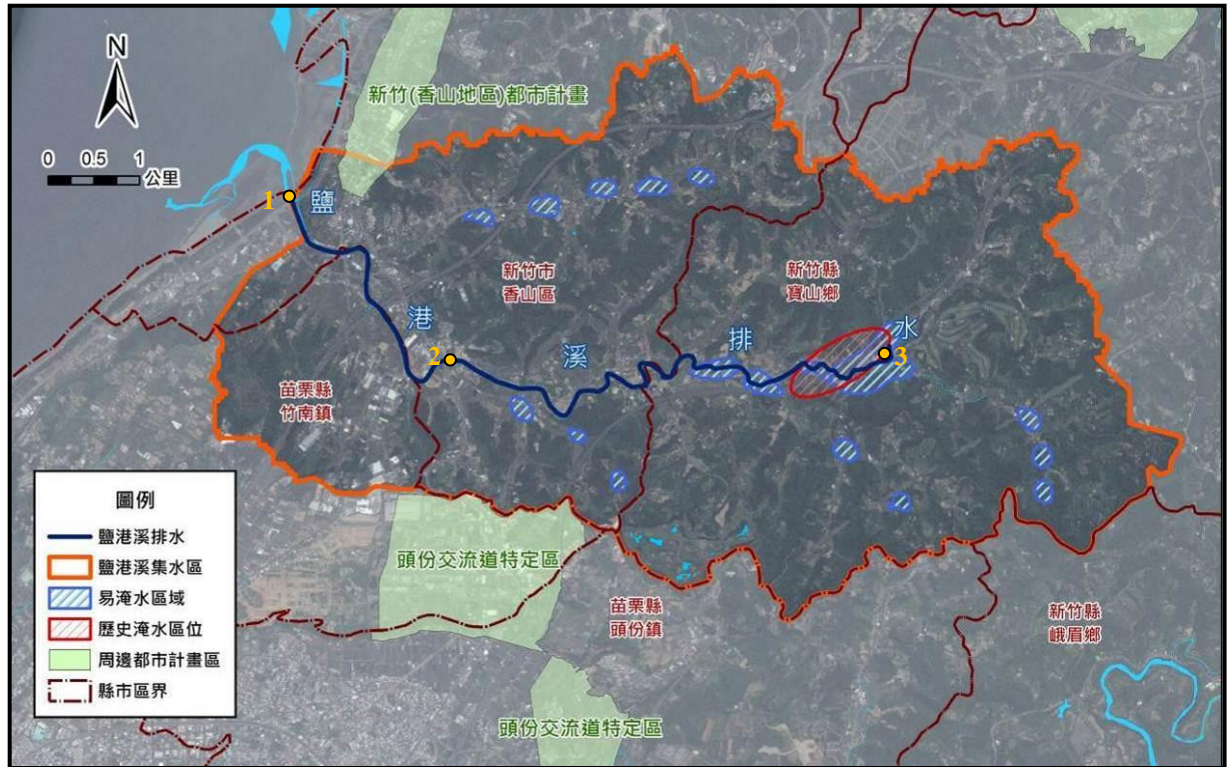 N
0 0.5 1
公里
新竹(香山地區)都市計畫
1
鹽
新竹市
香山區
新竹縣
寶山鄉
港
2
溪
排
水
3
苗栗縣
竹南鎮
圖例
鹽港溪排水
鹽港溪集水區
易淹水區域
歷史淹水區位
周邊都市計畫區
縣市區界
頭份交流道特定區
苗栗縣
頭份鎮
新竹縣
峨眉鄉
頭份交流道特定區